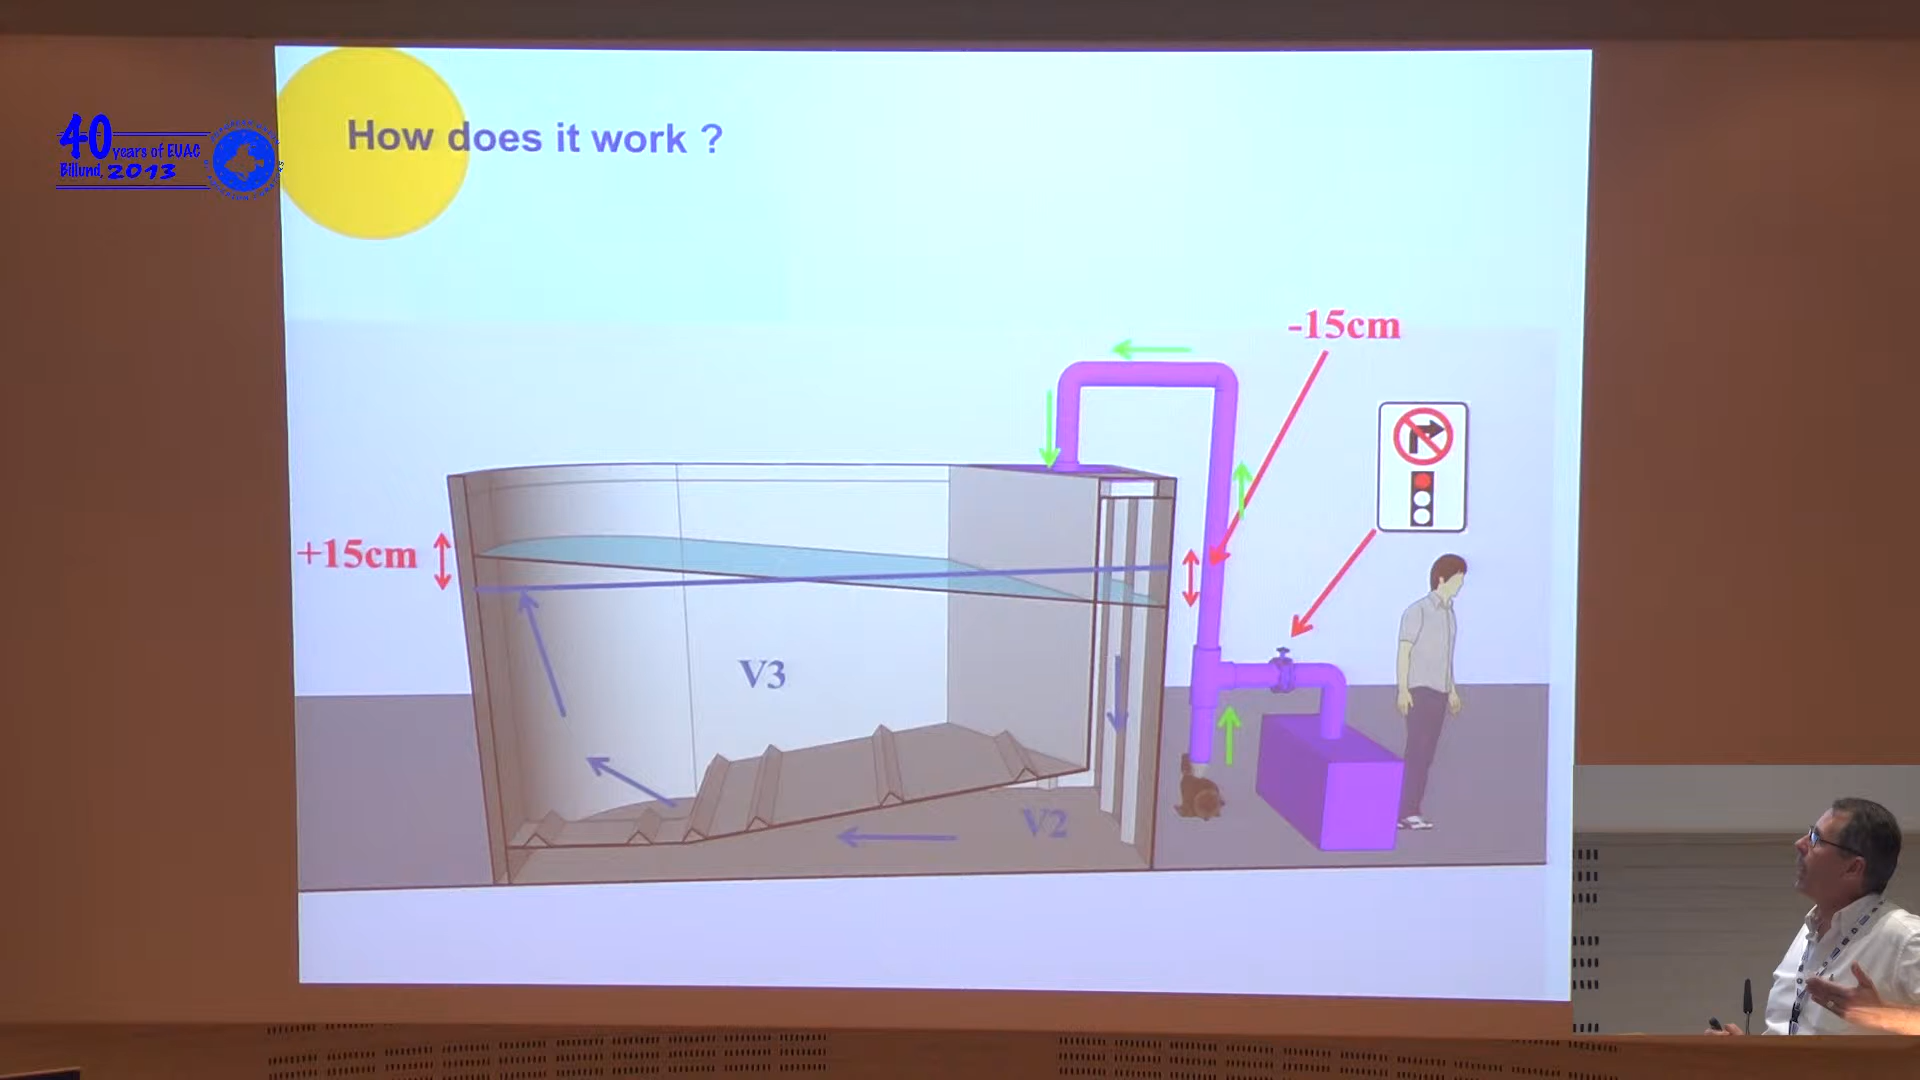 40 years of EUAC
Billund, 2013
How does it work ?
-15cm
+15cm
V3
V2